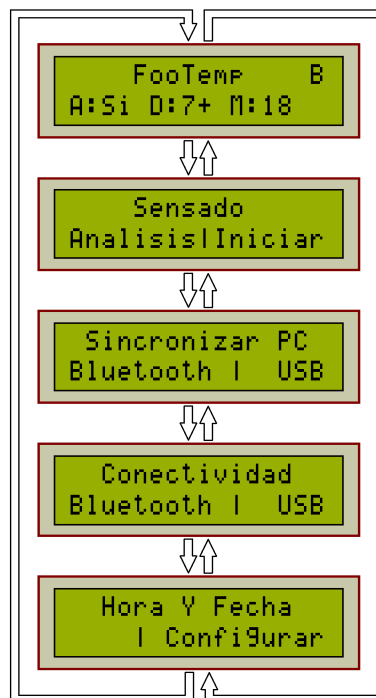 FooTemp B
A:Si D:7+ M:18
Sensado
Analisis|Iniciar
Sincronizar PC
Bluetooth | USB
Conectividad
Bluetooth | USB
Hora Y Fecha
| Configurar